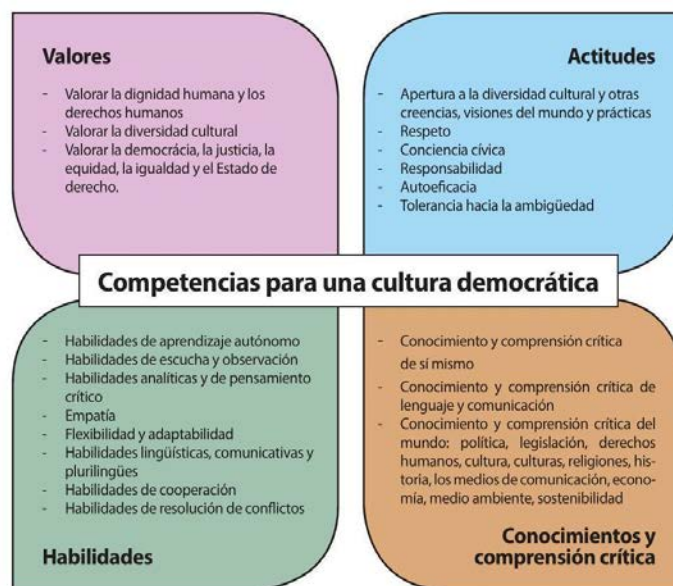 Valores
- Valorar la dignidad humana y los
derechos humanos
- Valorar la diversidad cultural
- Valorar la democrácia, la justicia, la
equidad, la igualdad y el Estado de
derecho.
Actitudes
- Apertura a la diversidad cultural y otras
creencias, visiones del mundo y prácticas
- Respeto
- Conciencia cívica
- Responsabilidad
- Autoeficacia
- Tolerancia hacia la ambigüedad
Competencias para una cultura democrática
- Habilidades de aprendizaje autónomo
- Habilidades de escucha y observación
- Habilidades analíticas y de pensamiento
crítico
- Empatía
- Flexibilidad y adaptabilidad
- Habilidades lingüísticas, comunicativas y
plurilingües
- Habilidades de cooperación
- Habilidades de resolución de conflictos
Habilidades
- Conocimiento y comprensión crítica
de sí mismo
- Conocimiento y comprensión crítica de
lenguaje y comunicación
- Conocimiento y comprensión crítica del
mundo: política, legislación, derechos
humanos, cultura, culturas, religiones, his-
toria, los medios de comunicación, econo-
mía, medio ambiente, sostenibilidad
Conocimientos y
comprensión crítica